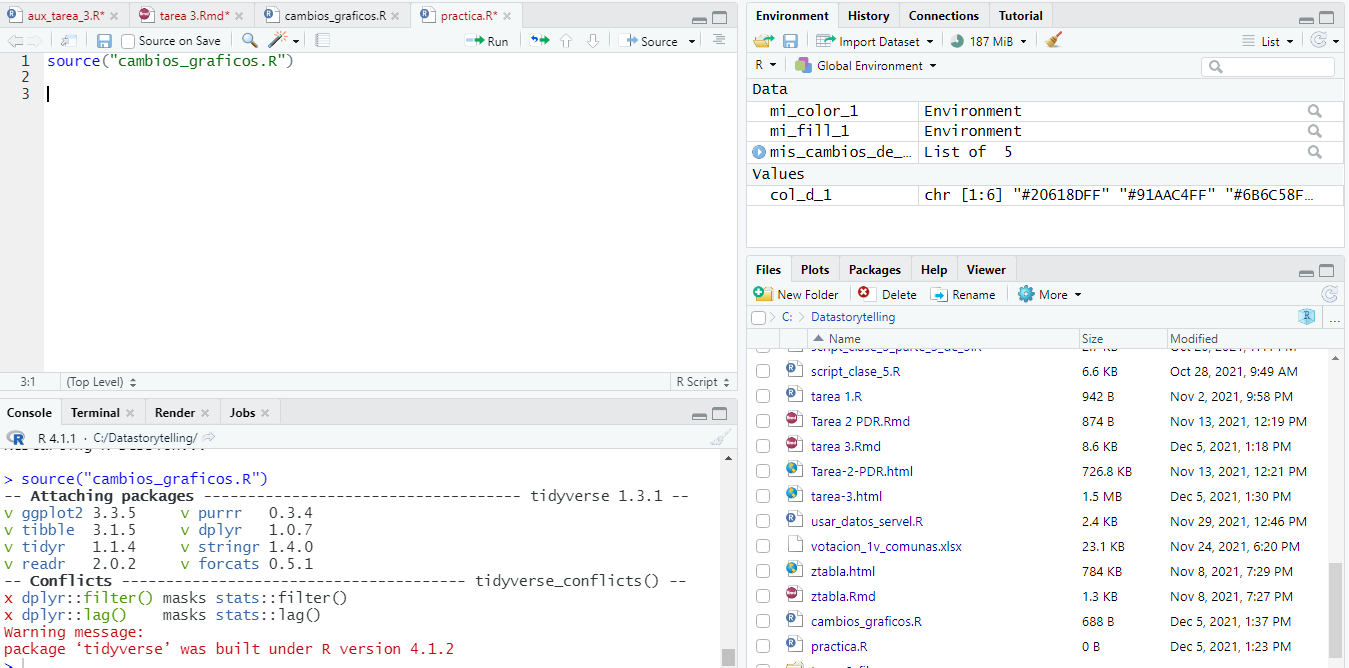 aux_tarea_3.R* tarea 3.Rmd* cambios_graficos.R practica.R*
Source on Save Run Source
1 source("cambios_graficos.R")
2
3
3:1 (Top Level) R Script
Console Terminal Render Jobs
R 4.1.1 · C:/Datastorytelling/
> source("cambios_graficos.R")
-- Attaching packages ----------------------------------- tidyverse 1.3.1 --
v ggplot2 3.3.5 v purrr 0.3.4
v tibble 3.1.5 v dplyr 1.0.7
v tidyr 1.1.4 v stringr 1.4.0
v readr 2.0.2 v forcats 0.5.1
-- Conflicts -------------------------------------- tidyverse_conflicts() --
x dplyr::filter() masks stats::filter()
x dplyr::lag() masks stats::lag()
Warning message:
package ‘tidyverse’ was built under R version 4.1.2
>
Environment History Connections Tutorial
Import Dataset 187 MiB List
R Global Environment
Data
mi_color_1 Environment
mi_fill_1 Environment
mis_cambios_de_… List of 5
Values
col_d_1 chr [1:6] "#20618DFF" "#91AAC4FF" "#6B6C58F…
Files Plots Packages Help Viewer
New Folder Delete Rename More
C: Datastorytelling ...
Name Size Modified
script_clase_5.R 6.6 KB Oct 28, 2021, 9:49 AM
tarea 1.R 942 B Nov 2, 2021, 9:58 PM
Tarea 2 PDR.Rmd 874 B Nov 13, 2021, 12:19 PM
tarea 3.Rmd 8.6 KB Dec 5, 2021, 1:18 PM
Tarea-2-PDR.html 726.8 KB Nov 13, 2021, 12:21 PM
tarea-3.html 1.5 MB Dec 5, 2021, 1:30 PM
usar_datos_servel.R 2.4 KB Nov 29, 2021, 12:46 PM
votacion_1v_comunas.xlsx 23.1 KB Nov 24, 2021, 6:20 PM
ztabla.html 784 KB Nov 8, 2021, 7:29 PM
ztabla.Rmd 1.3 KB Nov 8, 2021, 7:27 PM
cambios_graficos.R 688 B Dec 5, 2021, 1:37 PM
practica.R 0 B Dec 5, 2021, 1:23 PM